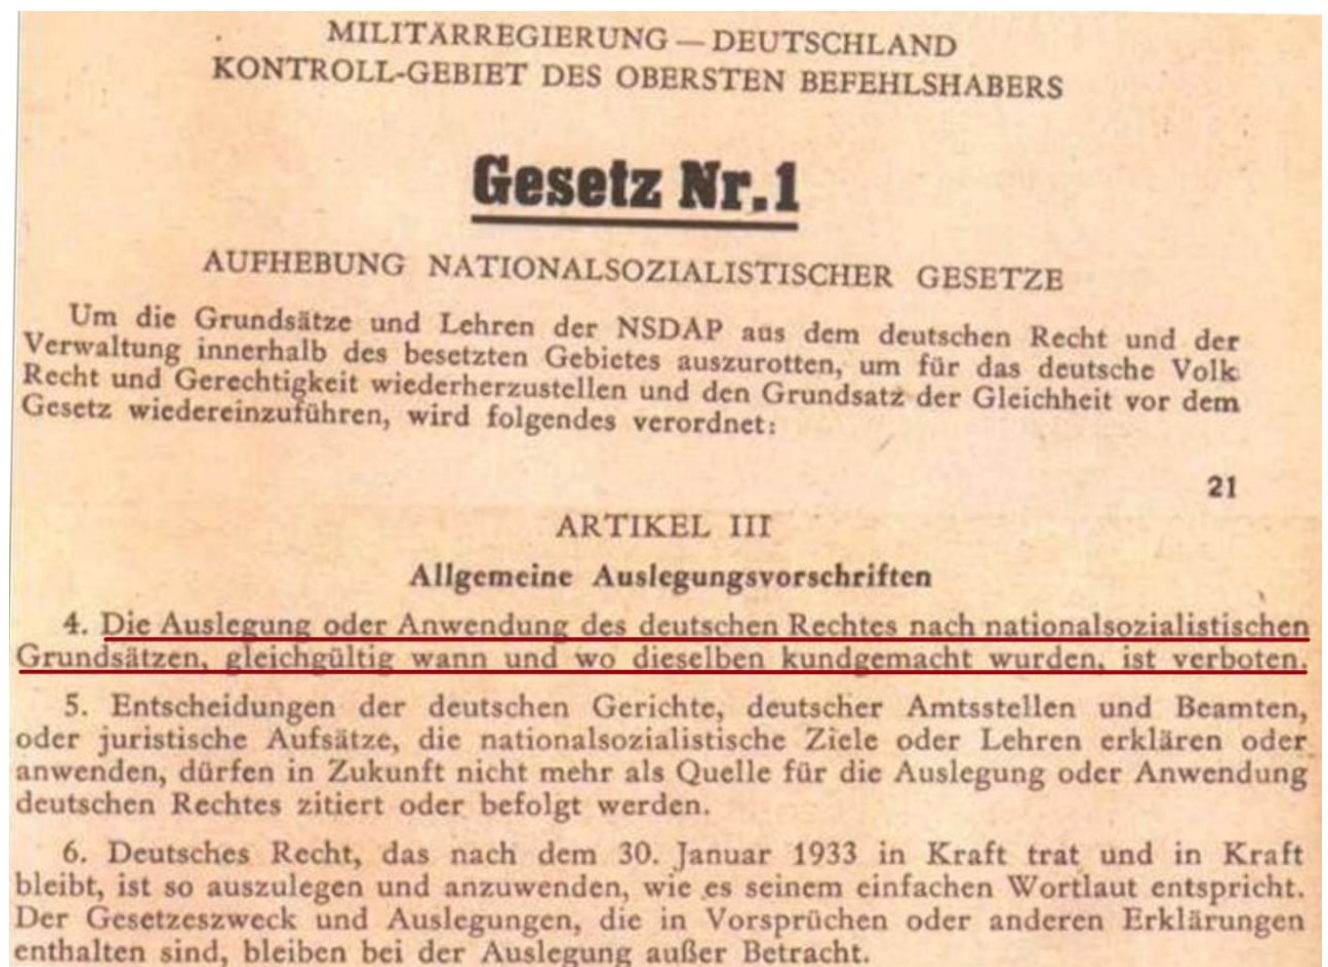 MILITÄRREGIERUNG — DEUTSCHLAND
KONTROLL-GEBIET DES OBERSTEN BEFEHLSHABERS
Gesetz Nr.1
AUFHEBUNG NATIONALSOZIALISTISCHER GESETZE
Um die Grundsätze und Lehren der NSDAP aus dem deutschen Recht und der
Verwaltung innerhalb des besetzten Gebietes auszurotten, um für das deutsche Volk
Recht und Gerechtigkeit wiederherzustellen und den Grundsatz der Gleichheit vor dem
Gesetz wiedereinzuführen, wird folgendes verordnet:
21
ARTIKEL III
Allgemeine Auslegungsvorschriften
4. Die Auslegung oder Anwendung des deutschen Rechtes nach nationalsozialistischen
Grundsätzen, gleichgültig wann und wo dieselben kundgemacht wurden, ist verboten.
5. Entscheidungen der deutschen Gerichte, deutscher Amtsstellen und Beamten,
oder juristische Aufsätze, die nationalsozialistische Ziele oder Lehren erklären oder
anwenden, dürfen in Zukunft nicht mehr als Quelle für die Auslegung oder Anwendung
deutschen Rechtes zitiert oder befolgt werden.
6. Deutsches Recht, das nach dem 30. Januar 1933 in Kraft trat und in Kraft
bleibt, ist so auszulegen und anzuwenden, wie es seinem einfachen Wortlaut entspricht.
Der Gesetzeszweck und Auslegungen, die in Vorsprüchen oder anderen Erklärungen
enthalten sind, bleiben bei der Auslegung außer Betracht.